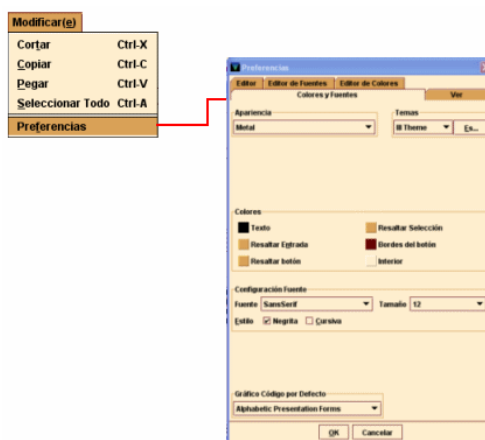 Modificar(e)
Cortar Ctrl-X
Copiar Ctrl-C
Pegar Ctrl-V
Seleccionar Todo Ctrl-A
Preferencias
Preferencias
Editor Editor de Fuentes Editor de Colores
Colores y Fuentes Ver
Apariencia Temas
Metal III Theme Es...
Colores
Texto Resaltar Selección
Resaltar Entrada Bordes del botón
Resaltar botón Interior
Configuración Fuente
Fuente SansSerif Tamaño 12
Estilo Negrita Cursiva
Gráfico Código por Defecto
Alphabetic Presentation Forms
OK Cancelar